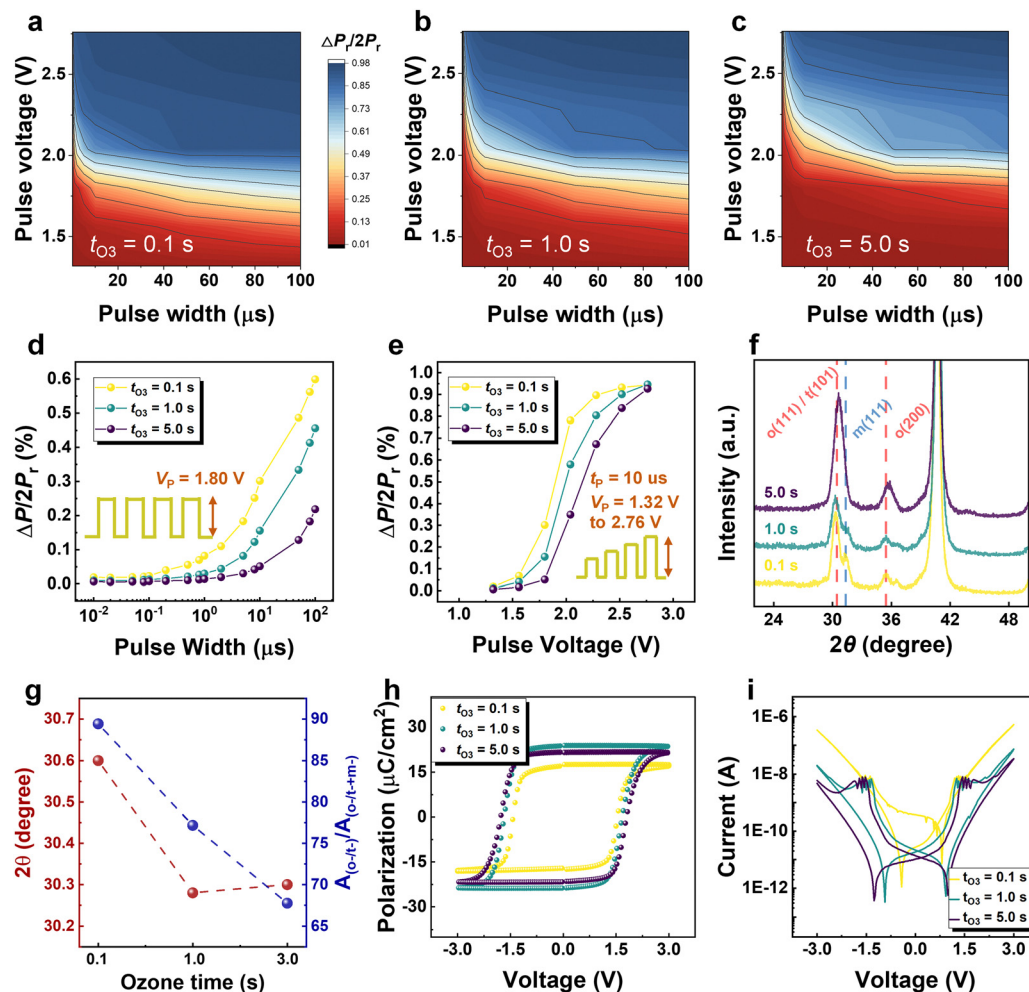 a
b
c
ΔPr/2Pr
0.98
0.85
0.73
0.61
0.49
0.37
0.25
0.13
0.01
2.5
2.0
1.5
Pulse voltage (V)
tO3 = 0.1 s
0 20 40 60 80 100
Pulse width (μs)
2.5
2.0
1.5
Pulse voltage (V)
tO3 = 1.0 s
0 20 40 60 80 100
Pulse width (μs)
2.5
2.0
1.5
Pulse voltage (V)
tO3 = 5.0 s
0 20 40 60 80 100
Pulse width (μs)
d
ΔP/2Pr (%)
0.6
0.5
0.4
0.3
0.2
0.1
0.0
tO3 = 0.1 s
tO3 = 1.0 s
tO3 = 5.0 s
VP = 1.80 V
10⁻² 10⁻¹ 10⁰ 10¹ 10²
Pulse Width (μs)
e
ΔP/2Pr (%)
1.0
0.9
0.8
0.7
0.6
0.5
0.4
0.3
0.2
0.1
0.0
tO3 = 0.1 s
tO3 = 1.0 s
tO3 = 5.0 s
tP = 10 us
VP = 1.32 V
to 2.76 V
1.0 1.5 2.0 2.5 3.0
Pulse Voltage (V)
f
Intensity (a.u.)
o(111) / t(101)
m(111)
o(200)
5.0 s
1.0 s
0.1 s
24 30 36 42 48
2θ (degree)
g
2θ (degree)
30.7
30.6
30.5
30.4
30.3
30.2
90
85
80
75
70
65
A(o-/t-)/A(o-/t-+m-)
0.1 1.0 3.0
Ozone time (s)
h
Polarization (μC/cm²)
45
30
15
0
-15
-30
-45
tO3 = 0.1 s
tO3 = 1.0 s
tO3 = 5.0 s
-3.0 -1.5 0.0 1.5 3.0
Voltage (V)
i
Current (A)
1E-6
1E-8
1E-10
1E-12
tO3 = 0.1 s
tO3 = 1.0 s
tO3 = 5.0 s
-3.0 -1.5 0.0 1.5 3.0
Voltage (V)